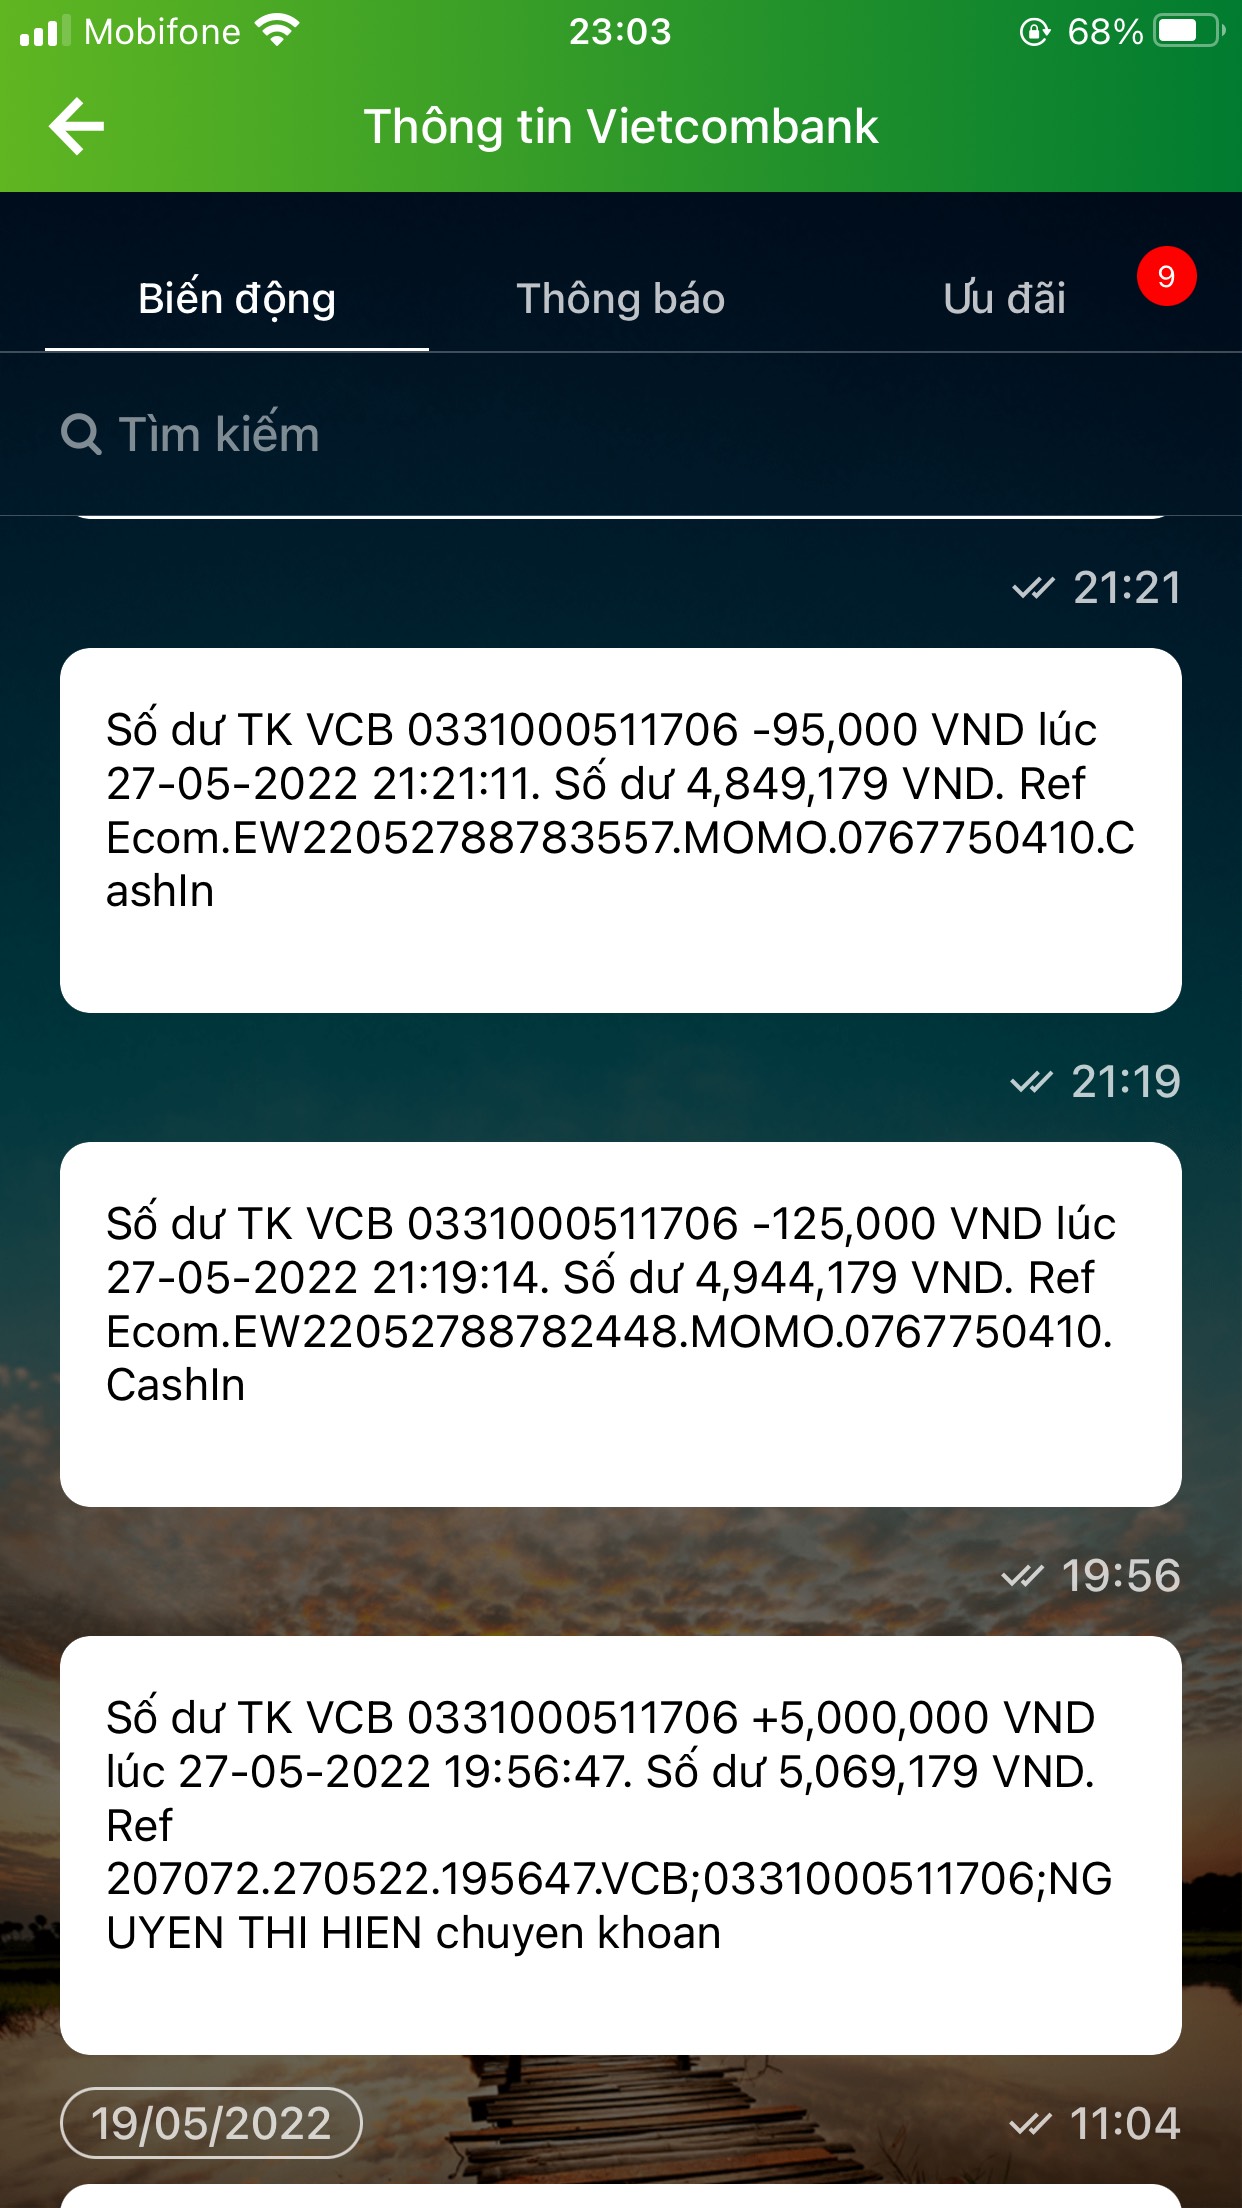 Mobifone 23:03 68%
Thông tin Vietcombank
Biến động Thông báo Ưu đãi 9
Tìm kiếm
21:21
Số dư TK VCB 0331000511706 -95,000 VND lúc
27-05-2022 21:21:11. Số dư 4,849,179 VND. Ref
Ecom.EW22052788783557.MOMO.0767750410.C
ashIn
21:19
Số dư TK VCB 0331000511706 -125,000 VND lúc
27-05-2022 21:19:14. Số dư 4,944,179 VND. Ref
Ecom.EW22052788782448.MOMO.0767750410.
CashIn
19:56
Số dư TK VCB 0331000511706 +5,000,000 VND
lúc 27-05-2022 19:56:47. Số dư 5,069,179 VND.
Ref
207072.270522.195647.VCB;0331000511706;NG
UYEN THI HIEN chuyen khoan
19/05/2022 11:04